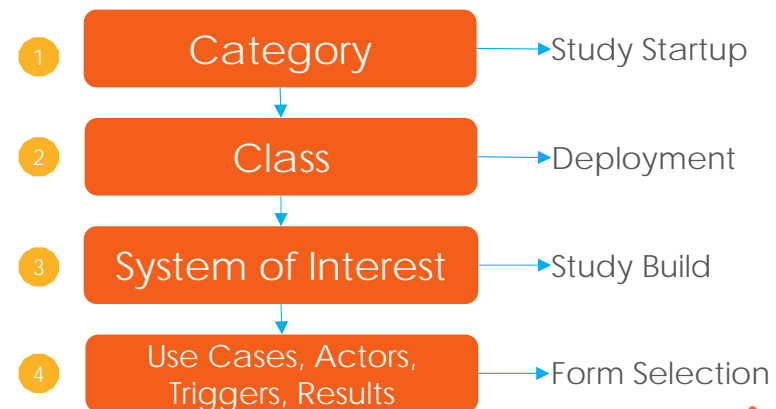 1
Category
Study Startup
2
Class
Deployment
3
System of Interest
Study Build
4
Use Cases, Actors,
Triggers, Results
Form Selection